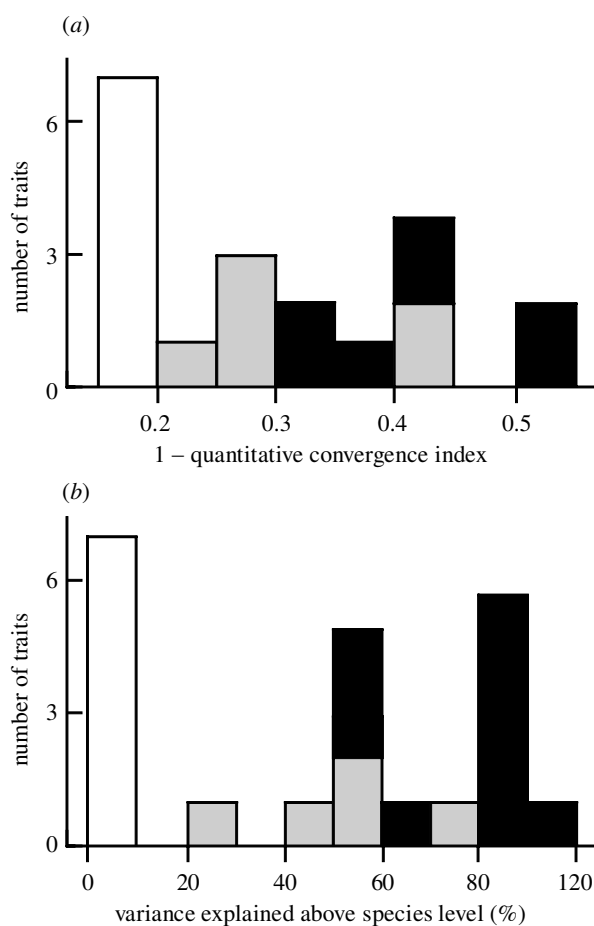 (a)
number of traits
6
3
0
0.2 0.3 0.4 0.5
1 – quantitative convergence index
(b)
number of traits
6
3
0
0 20 40 60 80 120
variance explained above species level (%)